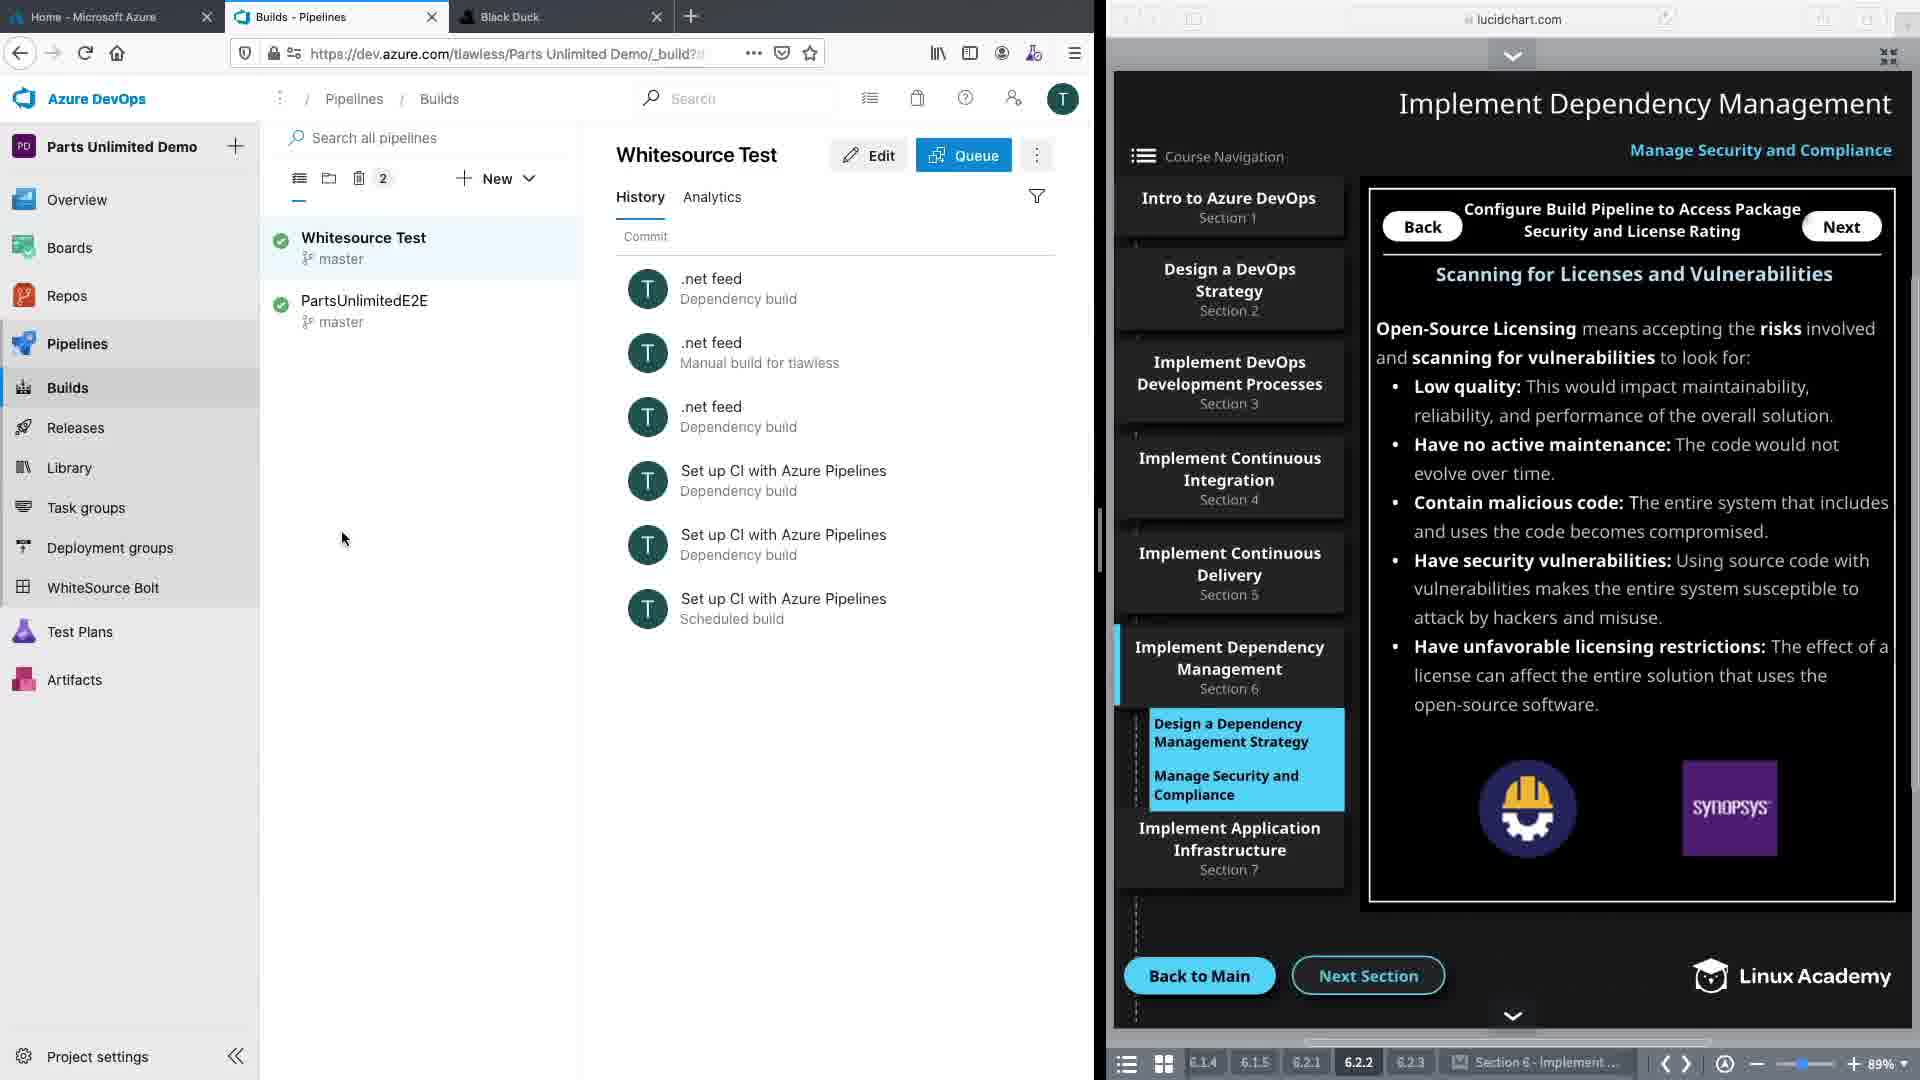 Home - Microsoft Azure
Builds - Pipelines
Black Duck
https://dev.azure.com/tlawless/Parts Unlimited Demo/_build?
Azure DevOps
/ Pipelines / Builds
Search
T
PD Parts Unlimited Demo
Overview
Boards
Repos
Pipelines
Builds
Releases
Library
Task groups
Deployment groups
WhiteSource Bolt
Test Plans
Artifacts
Project settings
Search all pipelines
2
New
Whitesource Test
master
PartsUnlimitedE2E
master
Whitesource Test
Edit
Queue
History
Analytics
Commit
T
.net feed
Dependency build
T
.net feed
Manual build for tlawless
T
.net feed
Dependency build
T
Set up CI with Azure Pipelines
Dependency build
T
Set up CI with Azure Pipelines
Dependency build
T
Set up CI with Azure Pipelines
Scheduled build
lucidchart.com
Implement Dependency Management
Manage Security and Compliance
Course Navigation
Intro to Azure DevOps
Section 1
Design a DevOps
Strategy
Section 2
Implement DevOps
Development Processes
Section 3
Implement Continuous
Integration
Section 4
Implement Continuous
Delivery
Section 5
Implement Dependency
Management
Section 6
Design a Dependency
Management Strategy
Manage Security and
Compliance
Implement Application
Infrastructure
Section 7
Back
Configure Build Pipeline to Access Package
Security and License Rating
Next
Scanning for Licenses and Vulnerabilities
Open-Source Licensing means accepting the risks involved
and scanning for vulnerabilities to look for:
• Low quality: This would impact maintainability,
reliability, and performance of the overall solution.
• Have no active maintenance: The code would not
evolve over time.
• Contain malicious code: The entire system that includes
and uses the code becomes compromised.
• Have security vulnerabilities: Using source code with
vulnerabilities makes the entire system susceptible to
attack by hackers and misuse.
• Have unfavorable licensing restrictions: The effect of a
license can affect the entire solution that uses the
open-source software.
SYNOPSYS
Back to Main
Next Section
Linux Academy
6.1.4
6.1.5
6.2.1
6.2.2
6.2.3
Section 6 - Implement ...
89%